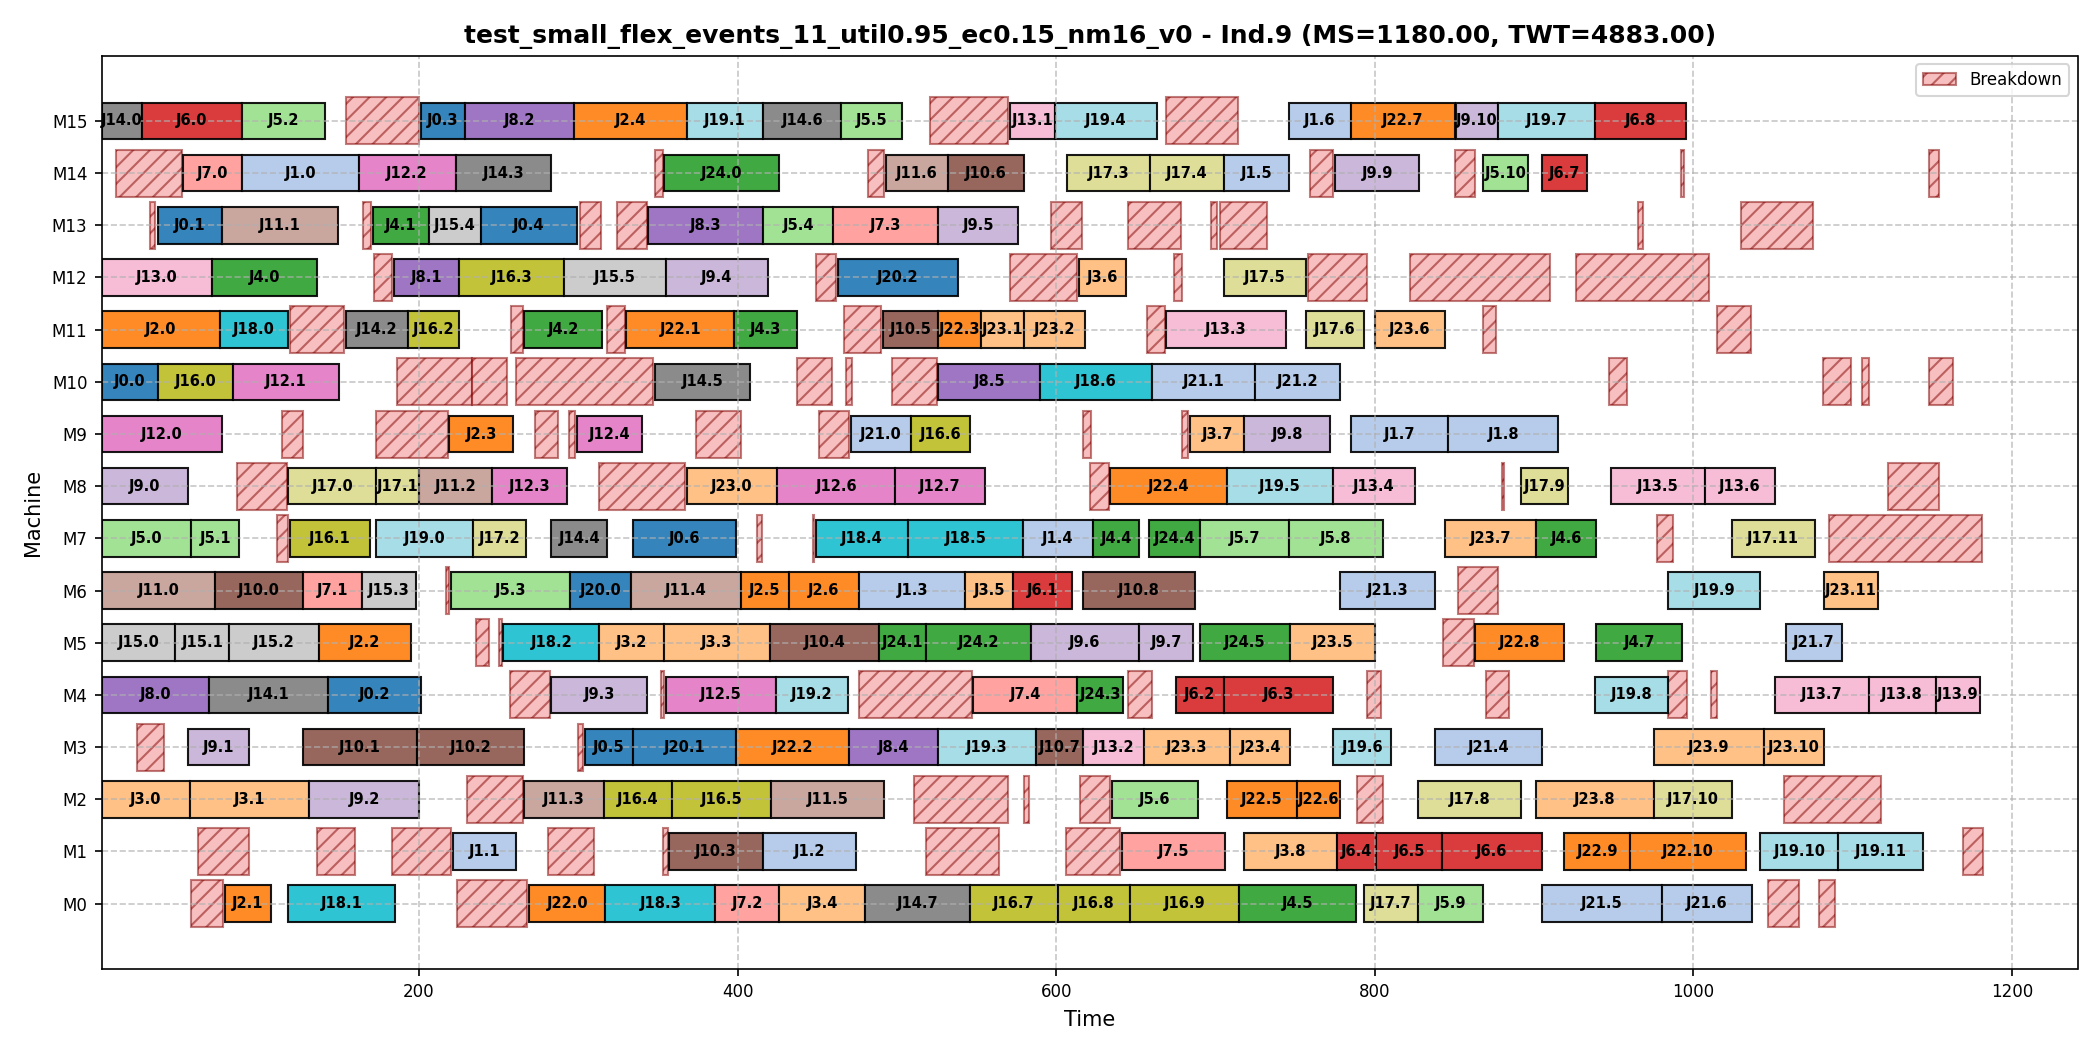 test_small_flex_events_11_util0.95_ec0.15_nm16_v0 - Ind.9 (MS=1180.00, TWT=4883.00)
Breakdown
M15 J14.0 J6.0 J5.2 J0.3 J8.2 J2.4 J19.1 J14.6 J5.5 J13.1 J19.4 J1.6 J22.7 J9.10 J19.7 J6.8
M14 J7.0 J1.0 J12.2 J14.3 J24.0 J11.6 J10.6 J17.3 J17.4 J1.5 J9.9 J5.10 J6.7
M13 J0.1 J11.1 J4.1 J15.4 J0.4 J8.3 J5.4 J7.3 J9.5
M12 J13.0 J4.0 J8.1 J16.3 J15.5 J9.4 J20.2 J3.6 J17.5
M11 J2.0 J18.0 J14.2 J16.2 J4.2 J22.1 J4.3 J10.5 J22.3 J23.1 J23.2 J13.3 J17.6 J23.6
M10 J0.0 J16.0 J12.1 J14.5 J8.5 J18.6 J21.1 J21.2
M9 J12.0 J2.3 J12.4 J21.0 J16.6 J3.7 J9.8 J1.7 J1.8
M8 J9.0 J17.0 J17.1 J11.2 J12.3 J23.0 J12.6 J12.7 J22.4 J19.5 J13.4 J17.9 J13.5 J13.6
M7 J5.0 J5.1 J16.1 J19.0 J17.2 J14.4 J0.6 J18.4 J18.5 J1.4 J4.4 J24.4 J5.7 J5.8 J23.7 J4.6 J17.11
M6 J11.0 J10.0 J7.1 J15.3 J5.3 J20.0 J11.4 J2.5 J2.6 J1.3 J3.5 J6.1 J10.8 J21.3 J19.9 J23.11
M5 J15.0 J15.1 J15.2 J2.2 J18.2 J3.2 J3.3 J10.4 J24.1 J24.2 J9.6 J9.7 J24.5 J23.5 J22.8 J4.7 J21.7
M4 J8.0 J14.1 J0.2 J9.3 J12.5 J19.2 J7.4 J24.3 J6.2 J6.3 J19.8 J13.7 J13.8 J13.9
M3 J9.1 J10.1 J10.2 J0.5 J20.1 J22.2 J8.4 J19.3 J10.7 J13.2 J23.3 J23.4 J19.6 J21.4 J23.9 J23.10
M2 J3.0 J3.1 J9.2 J11.3 J16.4 J16.5 J11.5 J5.6 J22.5 J22.6 J17.8 J23.8 J17.10
M1 J1.1 J10.3 J1.2 J7.5 J3.8 J6.4 J6.5 J6.6 J22.9 J22.10 J19.10 J19.11
M0 J2.1 J18.1 J22.0 J18.3 J7.2 J3.4 J14.7 J16.7 J16.8 J16.9 J4.5 J17.7 J5.9 J21.5 J21.6
Machine
200 400 600 800 1000 1200
Time